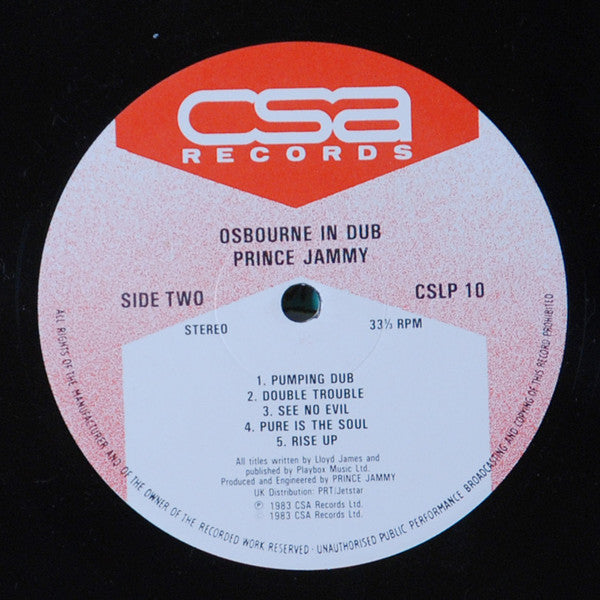 csa
RECORDS
OSBOURNE IN DUB
PRINCE JAMMY
SIDE TWO
CSLP 10
STEREO
33⅓ RPM
1. PUMPING DUB
2. DOUBLE TROUBLE
3. SEE NO EVIL
4. PURE IS THE SOUL
5. RISE UP
All titles written by Lloyd James and
published by Playbox Music Ltd.
Produced and Engineered by PRINCE JAMMY
UK Distribution: PRT/Jetstar
℗ 1983 CSA Records Ltd.
© 1983 CSA Records Ltd.
ALL RIGHTS OF THE MANUFACTURER AND OF THE OWNER OF THE RECORDED WORK RESERVED · UNAUTHORISED PUBLIC PERFORMANCE BROADCASTING AND COPYING OF THIS RECORD PROHIBITED